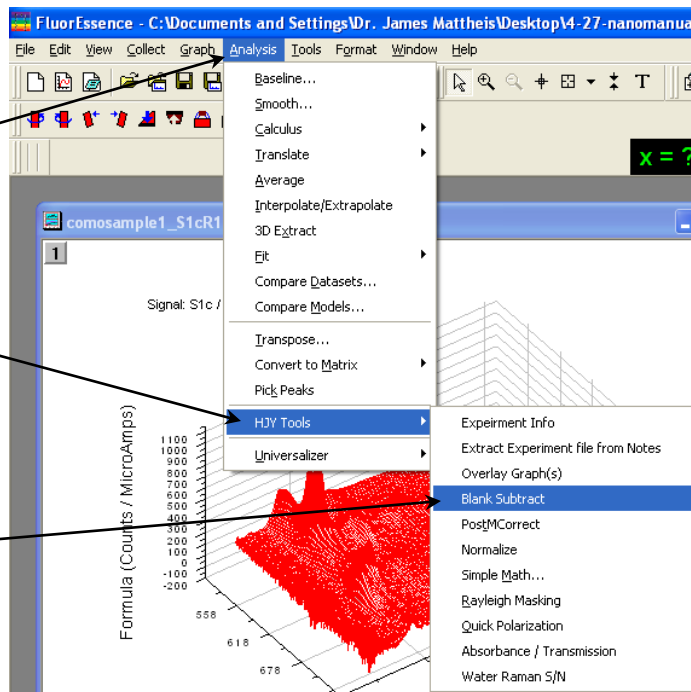 FluorEssence - C:\Documents and Settings\Dr. James Mattheis\Desktop\4-27-nanomanua
File Edit View Collect Graph Analysis Tools Format Window Help
T
x = ?
Baseline...
Smooth...
Calculus
Translate
Average
Interpolate/Extrapolate
3D Extract
Fit
Compare Datasets...
Compare Models...
Transpose...
Convert to Matrix
Pick Peaks
HJY Tools
Universalizer
Expeirment Info
Extract Experiment file from Notes
Overlay Graph(s)
Blank Subtract
PostMCorrect
Normalize
Simple Math...
Rayleigh Masking
Quick Polarization
Absorbance / Transmission
Water Raman S/N
comosample1_S1cR1
1
Signal: S1c /
Formula (Counts / MicroAmps)
1100
1000
900
800
700
600
500
400
300
200
100
0
-100
-200
558
618
678